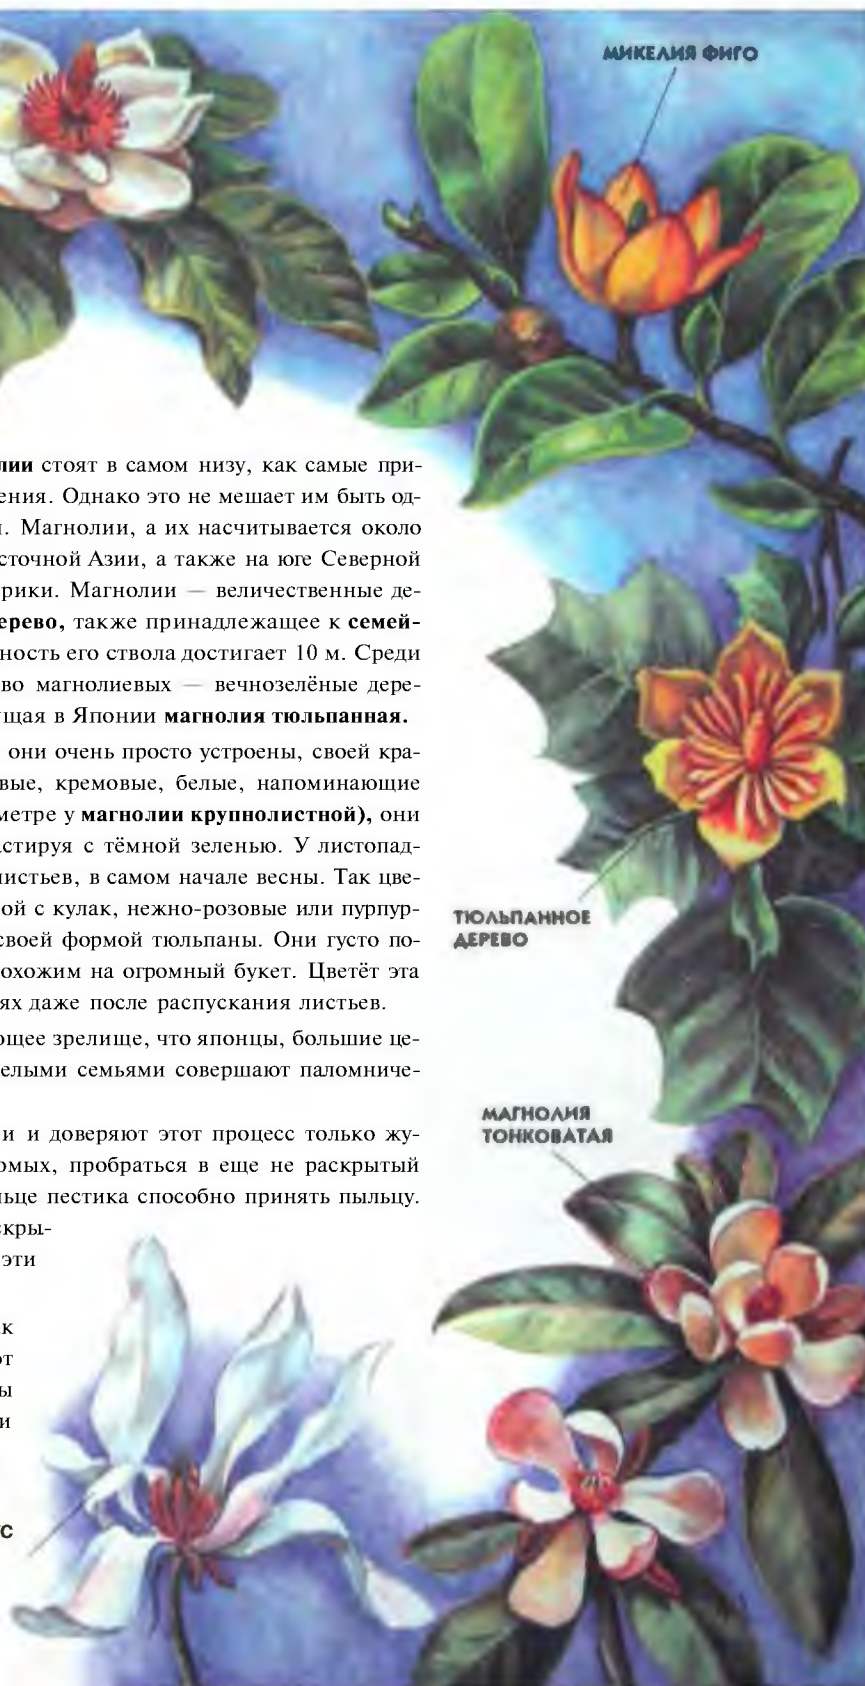 МИКЕЛИЯ ФИГО
лии стоят в самом низу, как самые при-
ения. Однако это не мешает им быть од-
. Магнолии, а их насчитывается около
сточной Азии, а также на юге Северной
рики. Магнолии — величественные де-
ерево, также принадлежащее к семей-
ность его ствола достигает 10 м. Среди
во магнолиевых — вечнозелёные дере-
ущая в Японии магнолия тюльпанная.
они очень просто устроены, своей кра-
вые, кремовые, белые, напоминающие
метре у магнолии крупнолистной), они
астируя с тёмной зеленью. У листопад-
листьев, в самом начале весны. Так цве-
ой с кулак, нежно-розовые или пурпур-
своей формой тюльпаны. Они густо по-
охожим на огромный букет. Цветёт эта
ях даже после распускания листьев.
ющее зрелище, что японцы, большие це-
елыми семьями совершают паломниче-
и и доверяют этот процесс только жу-
омых, пробраться в еще не раскрытый
льце пестика способно принять пыльцу.
скры-
эти
к
от
ы
и
с
ТЮЛЬПАННОЕ
ДЕРЕВО
МАГНОЛИЯ
ТОНКОВАТАЯ